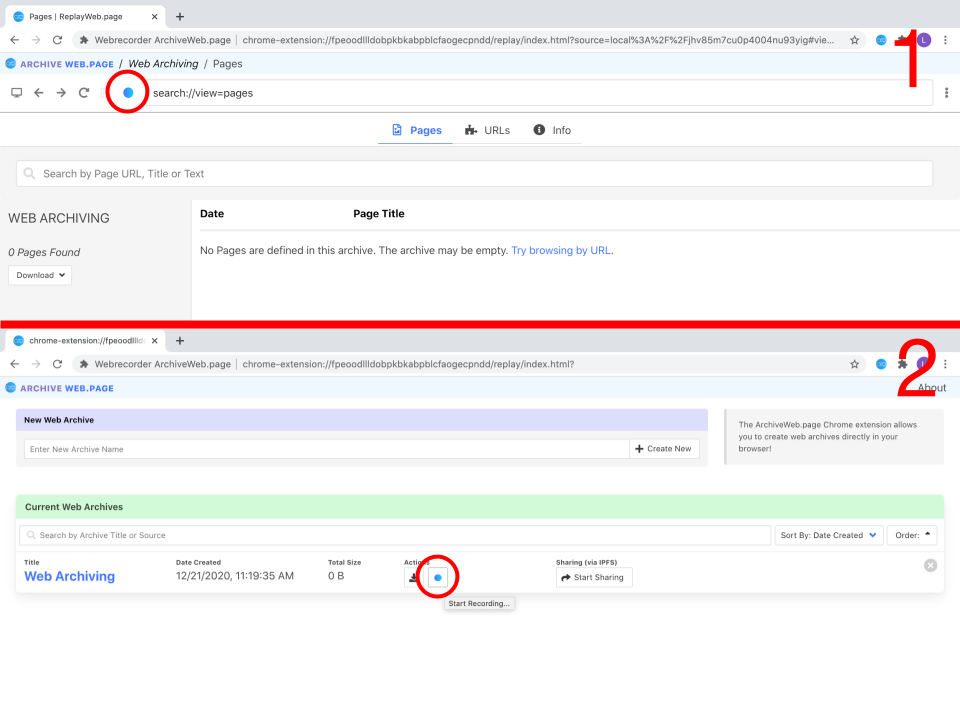 Pages | ReplayWeb.page
Webrecorder ArchiveWeb.page | chrome-extension://fpeoodllldobpkbkabpblcfaogecpndd/replay/index.html?source=local%3A%2F%2Fjhv85m7cu0p4004nu93yig#vie...
1
L
ARCHIVE WEB.PAGE / Web Archiving / Pages
search://view=pages
Pages URLs Info
Search by Page URL, Title or Text
WEB ARCHIVING
0 Pages Found
Download
Date Page Title
No Pages are defined in this archive. The archive may be empty. Try browsing by URL.
chrome-extension://fpeoodllldo
Webrecorder ArchiveWeb.page | chrome-extension://fpeoodllldobpkbkabpblcfaogecpndd/replay/index.html?
2
ARCHIVE WEB.PAGE
About
New Web Archive
Enter New Archive Name
Create New
The ArchiveWeb.page Chrome extension allows
you to create web archives directly in your
browser!
Current Web Archives
Search by Archive Title or Source
Sort By: Date Created
Order:
Title Date Created Total Size Actions Sharing (via IPFS)
Web Archiving 12/21/2020, 11:19:35 AM 0 B Start Sharing
Start Recording...